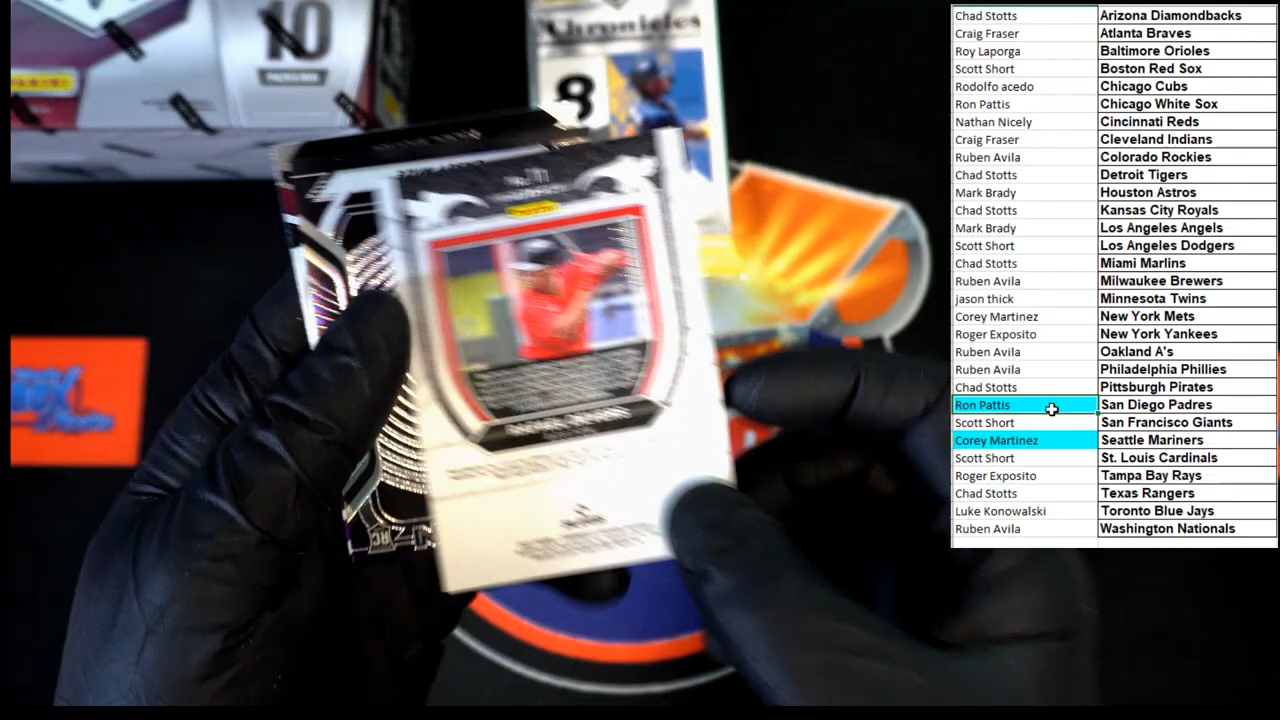 10
PANINI
Chronicles
8
RC
Chad Stotts Arizona Diamondbacks
Craig Fraser Atlanta Braves
Roy Laporga Baltimore Orioles
Scott Short Boston Red Sox
Rodolfo acedo Chicago Cubs
Ron Pattis Chicago White Sox
Nathan Nicely Cincinnati Reds
Craig Fraser Cleveland Indians
Ruben Avila Colorado Rockies
Chad Stotts Detroit Tigers
Mark Brady Houston Astros
Chad Stotts Kansas City Royals
Mark Brady Los Angeles Angels
Scott Short Los Angeles Dodgers
Chad Stotts Miami Marlins
Ruben Avila Milwaukee Brewers
jason thick Minnesota Twins
Corey Martinez New York Mets
Roger Exposito New York Yankees
Ruben Avila Oakland A's
Ruben Avila Philadelphia Phillies
Chad Stotts Pittsburgh Pirates
Ron Pattis San Diego Padres
Scott Short San Francisco Giants
Corey Martinez Seattle Mariners
Scott Short St. Louis Cardinals
Roger Exposito Tampa Bay Rays
Chad Stotts Texas Rangers
Luke Konowalski Toronto Blue Jays
Ruben Avila Washington Nationals